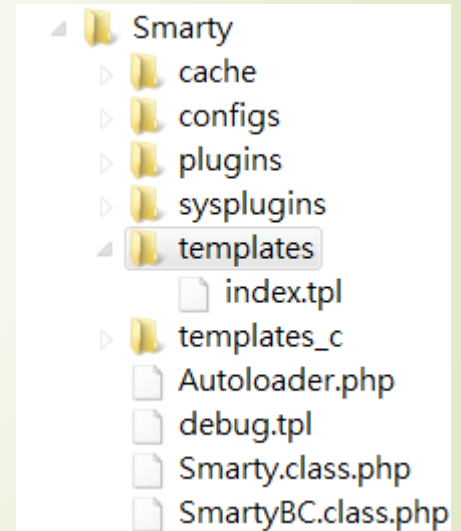 Smarty
cache
configs
plugins
sysplugins
templates
index.tpl
templates_c
Autoloader.php
debug.tpl
Smarty.class.php
SmartyBC.class.php